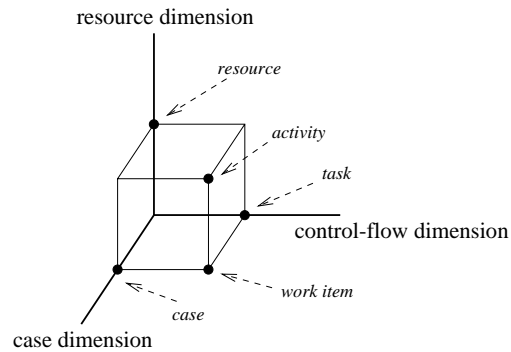 resource dimension
resource
activity
task
control-flow dimension
work item
case
case dimension